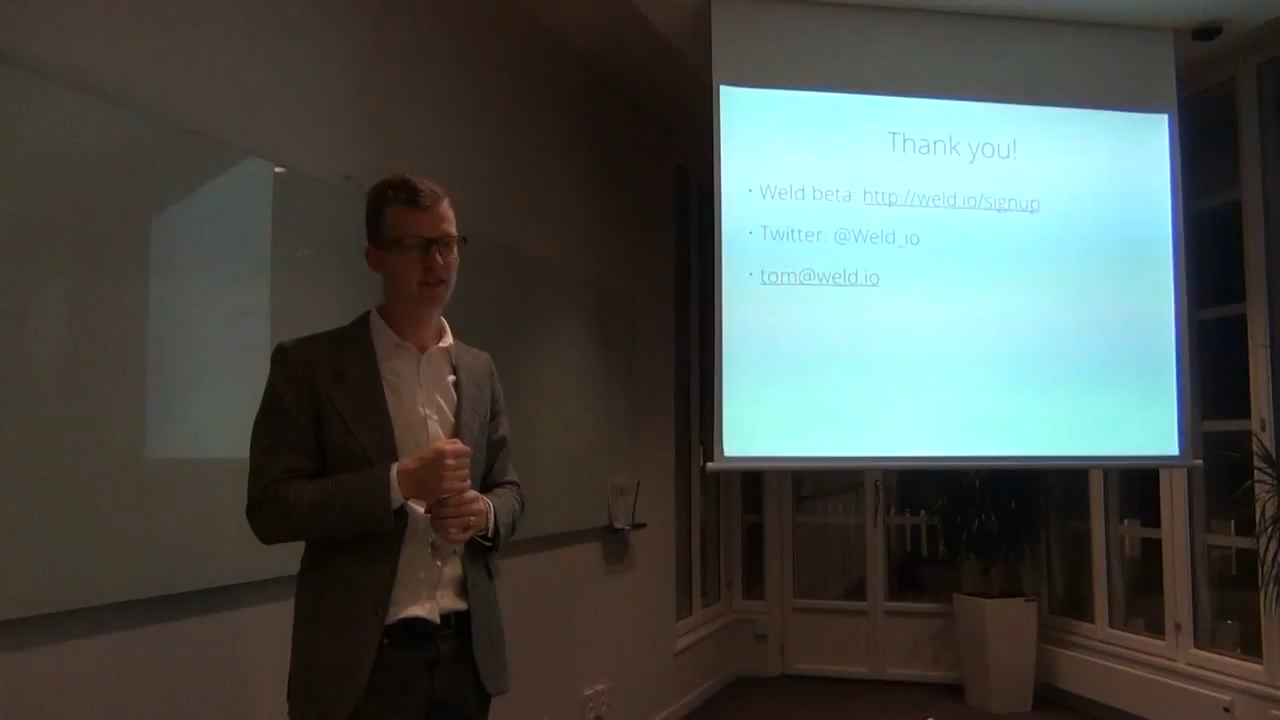 Thank you!
· Weld beta: http://weld.io/signup
· Twitter: @Weld_io
· tom@weld.io